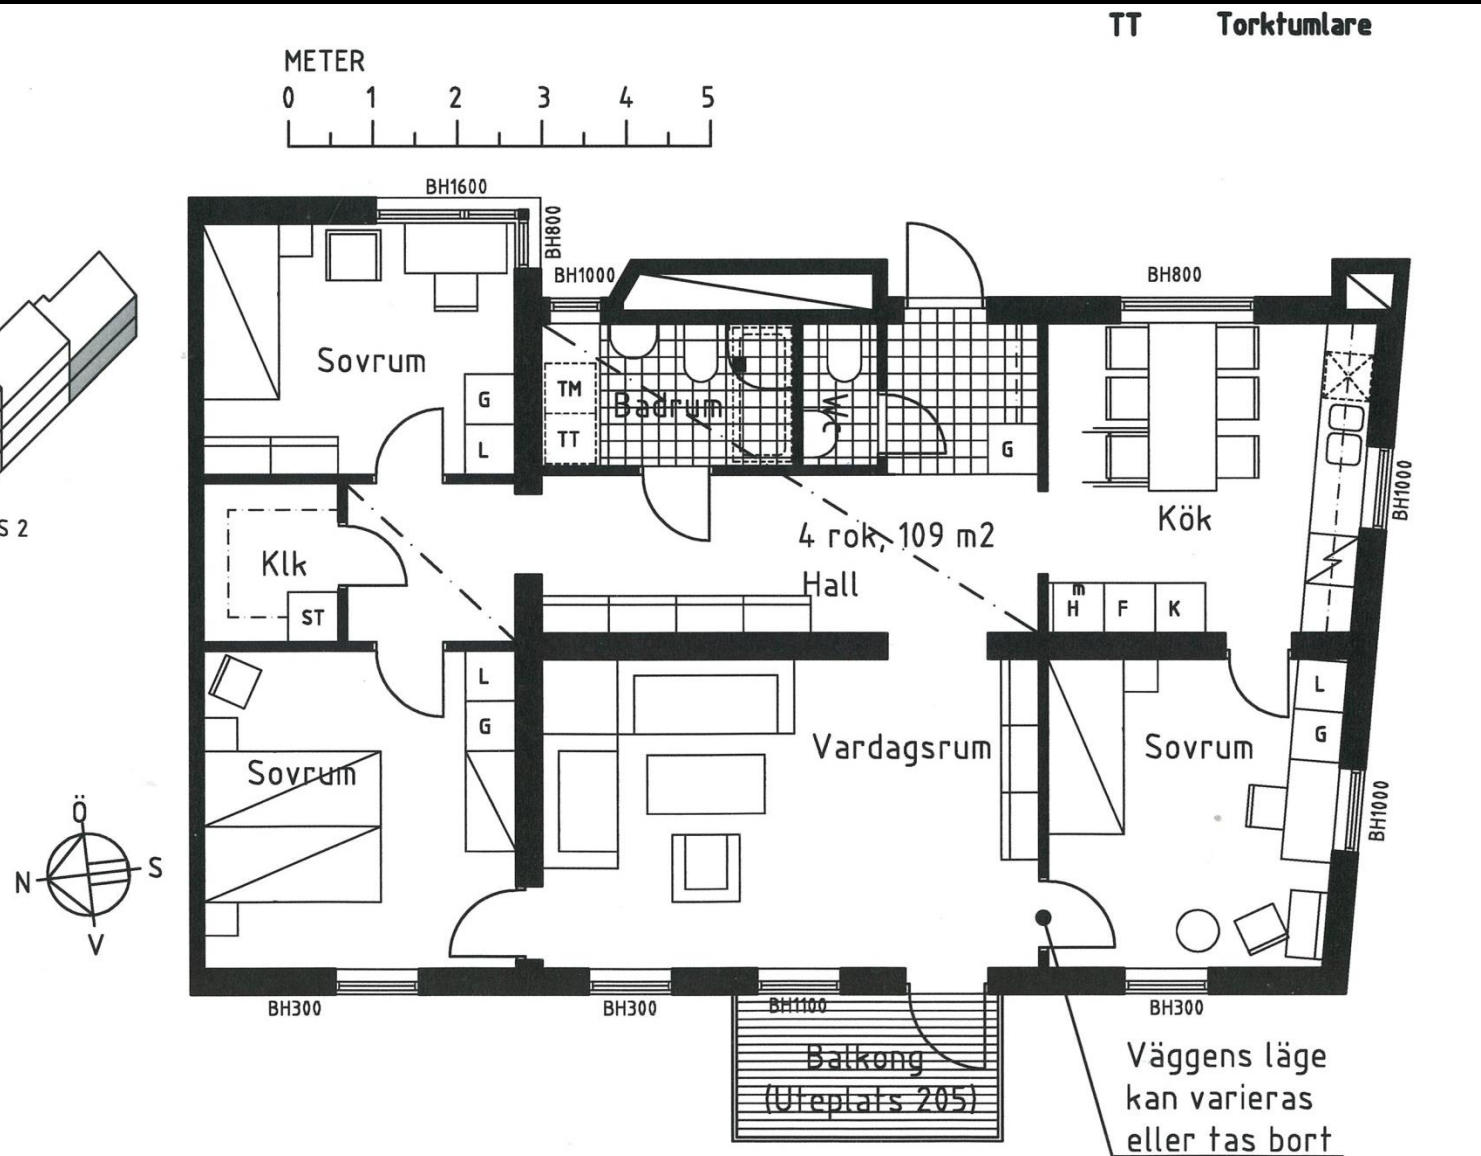 TT Torktumlare
METER
0 1 2 3 4 5
BH1600
BH800
BH1000
BH800
Sovrum
G
L
TM
TT
Badrum
WC
G
Kök
BH1000
S 2
Klk
ST
4 rok, 109 m2
Hall
m
H F K
L
G
Sovrum
Vardagsrum
Sovrum
L
G
BH1000
Ö
N S
V
BH300
BH300
BH1100
BH300
Balkong
(Uteplats 205)
Väggens läge
kan varieras
eller tas bort